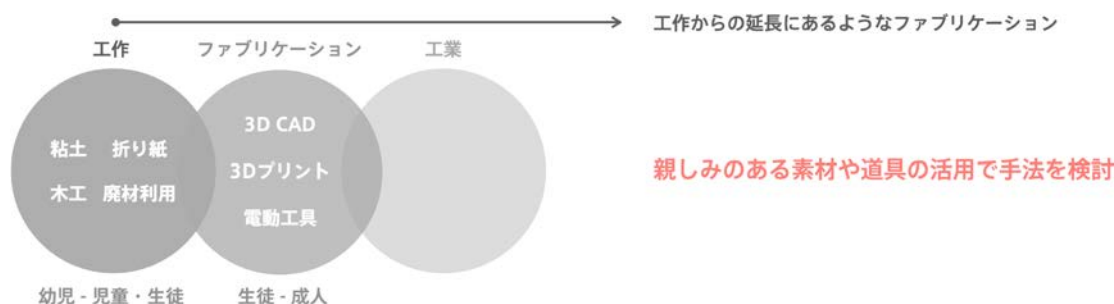 工作からの延長にあるようなファブリケーション
工作 ファブリケーション 工業
粘土 折り紙
木工 廃材利用
3D CAD
3Dプリント
電動工具
親しみのある素材や道具の活用で手法を検討
幼児 - 児童・生徒 生徒 - 成人